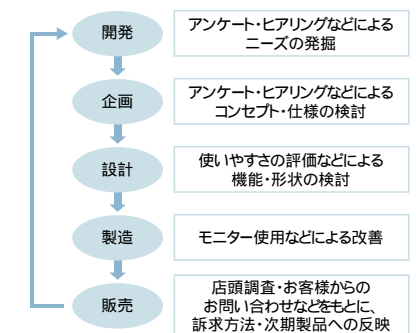 開発
アンケート・ヒアリングなどによる
ニーズの発掘
企画
アンケート・ヒアリングなどによる
コンセプト・仕様の検討
設計
使いやすさの評価などによる
機能・形状の検討
製造
モニター使用などによる改善
販売
店頭調査・お客様からの
お問い合わせなどをもとに、
訴求方法・次期製品への反映